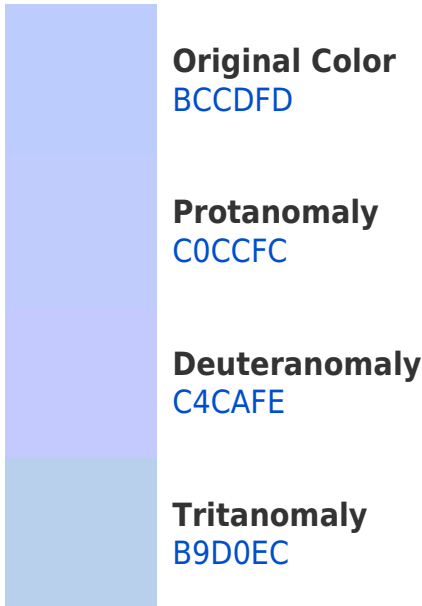 Original Color
BCCDFD
Protanomaly
C0CCFC
Deuteranomaly
C4CAFE
Tritanomaly
B9D0EC